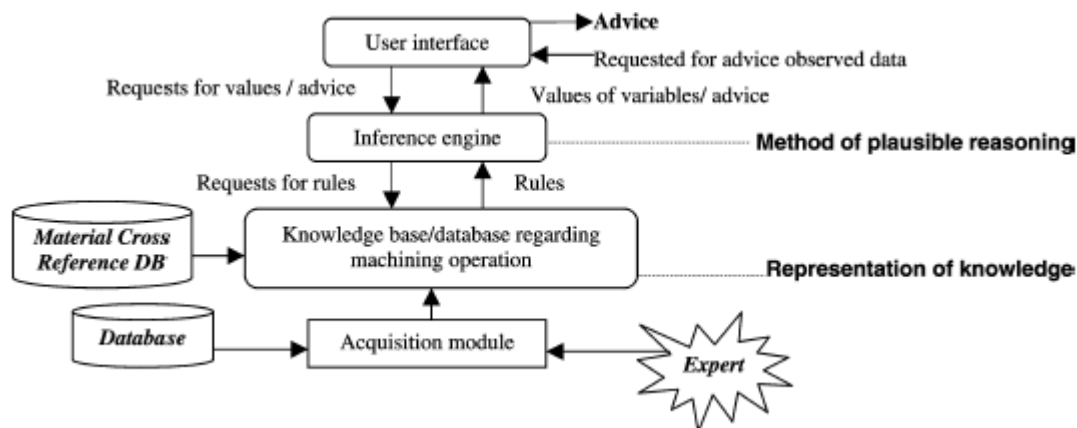 Advice
User interface
Requested for advice observed data
Requests for values / advice
Values of variables/ advice
Inference engine
Method of plausible reasoning
Requests for rules
Rules
Material Cross
Reference DB
Knowledge base/database regarding
machining operation
Representation of knowledge
Database
Acquisition module
Expert